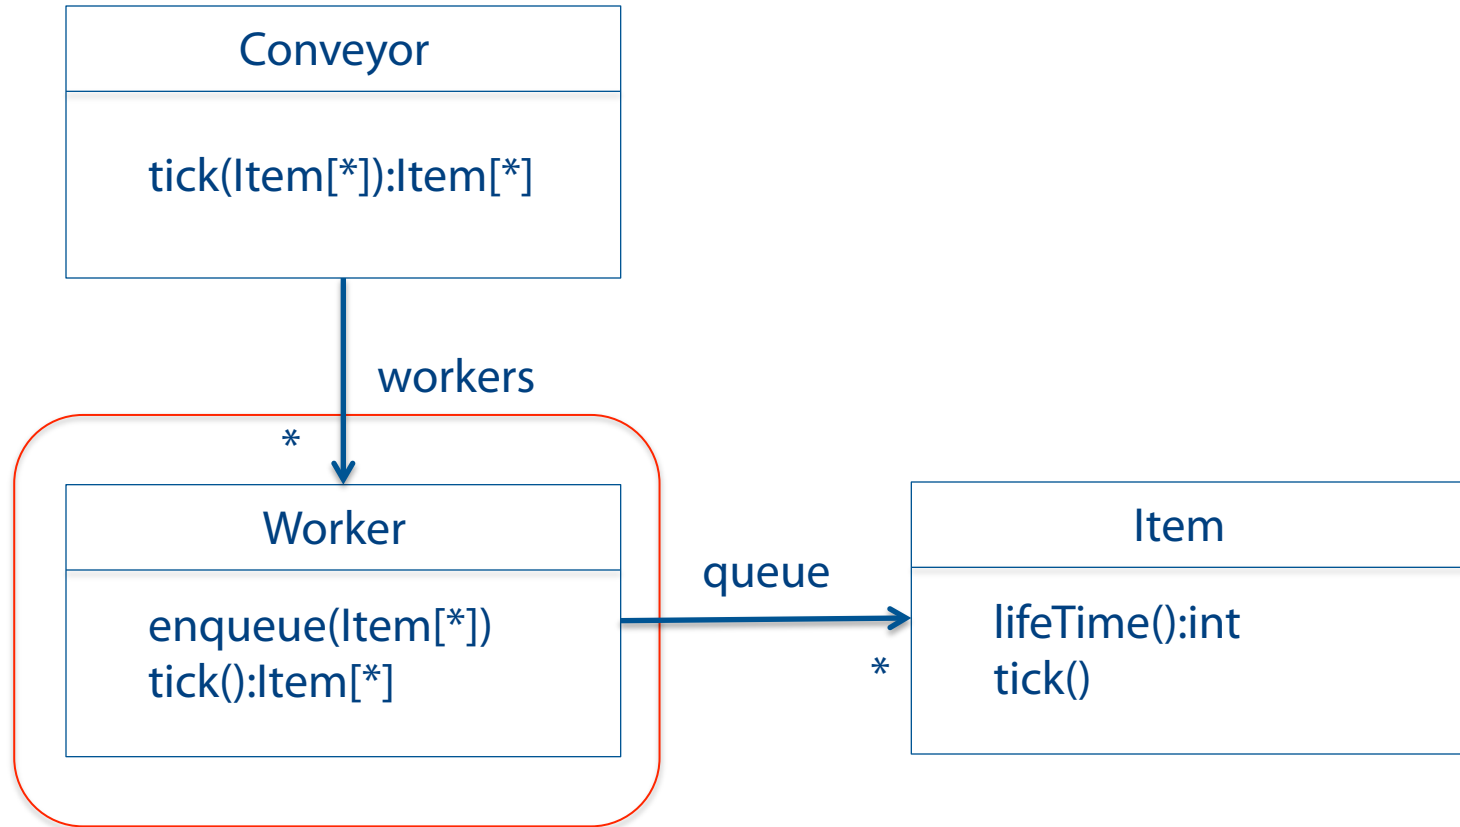 Conveyor
tick(Item[*]):Item[*]
workers
*
Worker
enqueue(Item[*])
tick():Item[*]
queue
*
Item
lifeTime():int
tick()